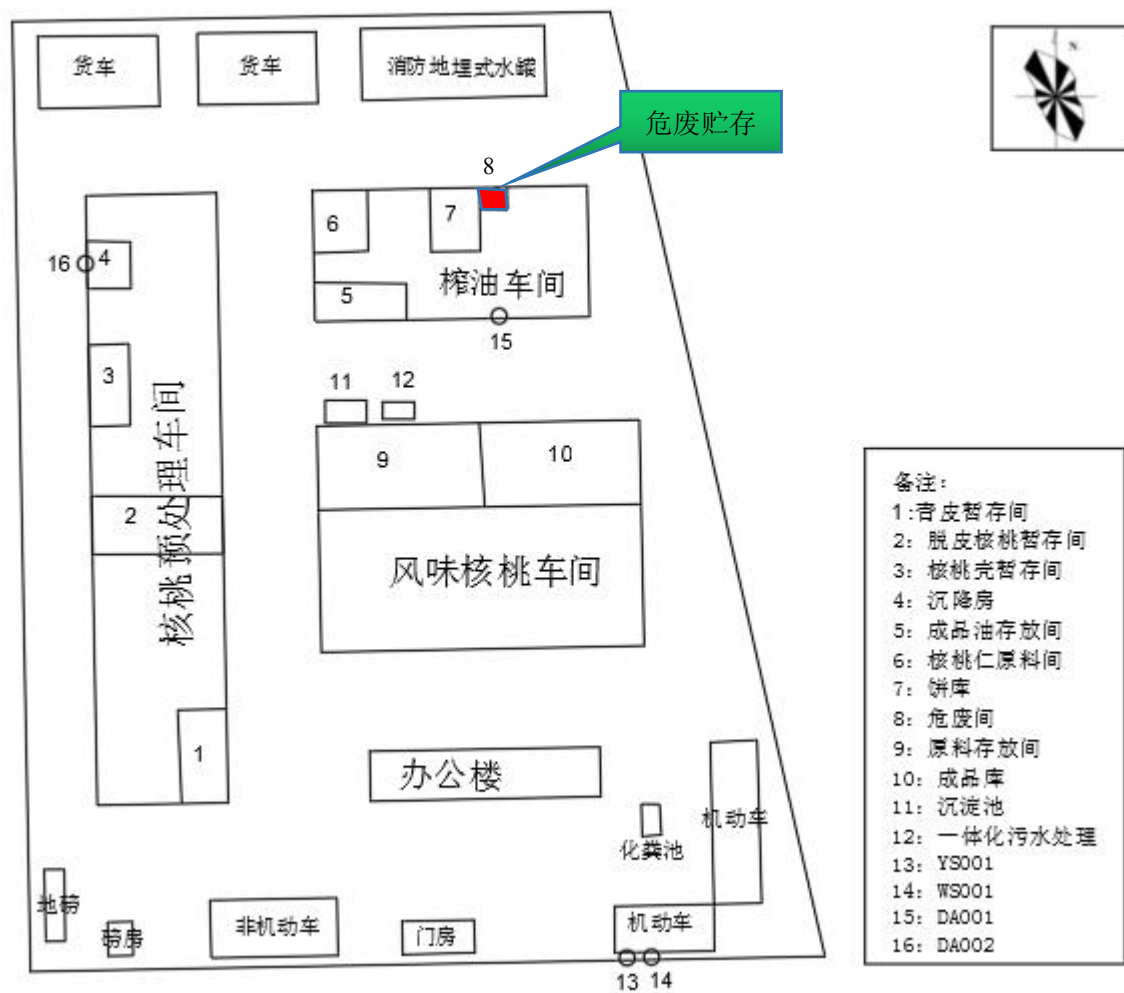 货车
货车
消防地埋式水罐
N
危废贮存
8
6
7
4
16
榨油车间
5
15
3
11
12
核桃预处理车间
9
10
2
风味核桃车间
1
办公楼
机动车
化粪池
地磅
磅房
非机动车
门房
机动车
13
14
备注：
1:青皮暂存间
2: 脱皮核桃暂存间
3: 核桃壳暂存间
4: 沉降房
5: 成品油存放间
6: 核桃仁原料间
7: 饼库
8: 危废间
9: 原料存放间
10: 成品库
11: 沉淀池
12: 一体化污水处理
13: YS001
14: WS001
15: DA001
16: DA002